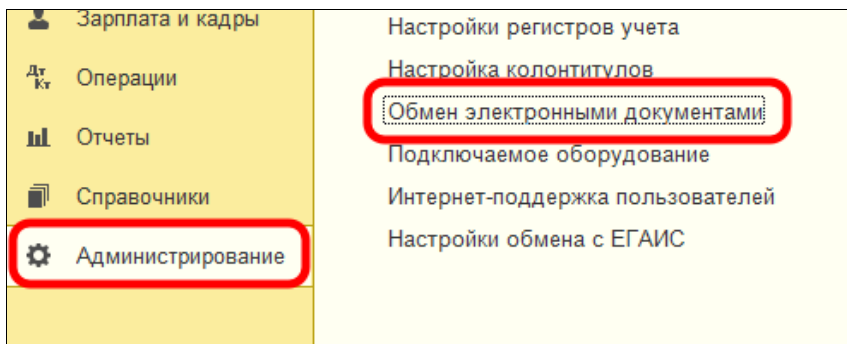 Зарплата и кадры
Дт Кт Операции
Отчеты
Справочники
Администрирование
Настройки регистров учета
Настройка колонтитулов
Обмен электронными документами
Подключаемое оборудование
Интернет-поддержка пользователей
Настройки обмена с ЕГАИС